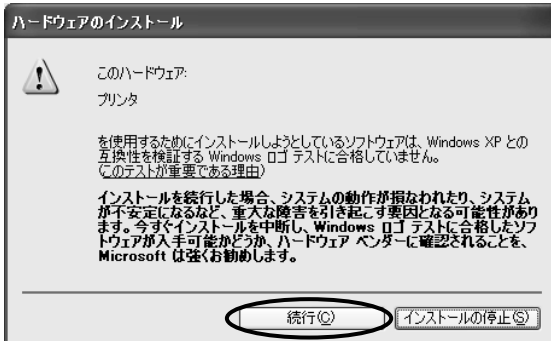 ハードウェアのインストール
このハードウェア:
プリンタ
を使用するためにインストールしようとしているソフトウェアは、Windows XP との
互換性を検証する Windows ロゴ テストに合格していません。
(このテストが重要である理由)
インストールを続行した場合、システムの動作が損なわれたり、システム
が不安定になるなど、重大な障害を引き起こす要因となる可能性があり
ます。今すぐインストールを中断し、Windows ロゴ テストに合格したソフ
トウェアが入手可能かどうか、ハードウェア ベンダーに確認されることを、
Microsoft は強くお勧めします。
続行(C)
インストールの停止(S)